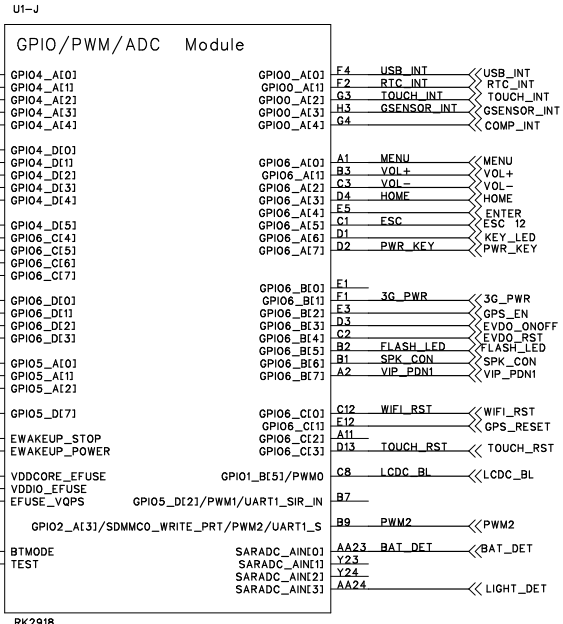 U1-J
GPIO/PWM/ADC Module
GPIO4_A[0] GPIO0_A[0] F4 USB_INT USB_INT
GPIO4_A[1] GPIO0_A[1] F2 RTC_INT RTC_INT
GPIO4_A[2] GPIO0_A[2] G3 TOUCH_INT TOUCH_INT
GPIO4_A[3] GPIO0_A[3] H3 GSENSOR_INT GSENSOR_INT
GPIO4_A[4] GPIO0_A[4] G4 COMP_INT
GPIO4_D[0]
GPIO4_D[1] GPIO6_A[0] A1 MENU MENU
GPIO4_D[2] GPIO6_A[1] B3 VOL+ VOL+
GPIO4_D[3] GPIO6_A[2] C3 VOL- VOL-
GPIO4_D[4] GPIO6_A[3] D4 HOME HOME
GPIO6_A[4] E5 ENTER
GPIO4_D[5] GPIO6_A[5] C1 ESC ESC 12
GPIO6_C[4] GPIO6_A[6] D1 KEY_LED
GPIO6_C[5] GPIO6_A[7] D2 PWR_KEY PWR_KEY
GPIO6_C[6]
GPIO6_C[7]
GPIO6_B[0] E1
GPIO6_D[0] GPIO6_B[1] F1 3G_PWR 3G_PWR
GPIO6_D[1] GPIO6_B[2] E3 GPS_EN
GPIO6_D[2] GPIO6_B[3] D3 EVDO_ONOFF
GPIO6_D[3] GPIO6_B[4] C2 EVDO_RST
GPIO6_B[5] B2 FLASH_LED FLASH_LED
GPIO5_A[0] GPIO6_B[6] B1 SPK_CON SPK_CON
GPIO5_A[1] GPIO6_B[7] A2 VIP_PDN1 VIP_PDN1
GPIO5_A[2]
GPIO5_D[7] GPIO6_C[0] C12 WIFI_RST WIFI_RST
GPIO6_C[1] E12 GPS_RESET
EWAKEUP_STOP GPIO6_C[2] A11
EWAKEUP_POWER GPIO6_C[3] D13 TOUCH_RST TOUCH_RST
VDDCORE_EFUSE GPIO1_B[5]/PWM0 C8 LCDC_BL LCDC_BL
VDDIO_EFUSE
EFUSE_VQPS GPIO5_D[2]/PWM1/UART1_SIR_IN B7
GPIO2_A[3]/SDMMC0_WRITE_PRT/PWM2/UART1_S B9 PWM2 PWM2
BTMODE SARADC_AIN[0] AA23 BAT_DET BAT_DET
TEST SARADC_AIN[1] Y23
SARADC_AIN[2] Y24
SARADC_AIN[3] AA24 LIGHT_DET
RK2918